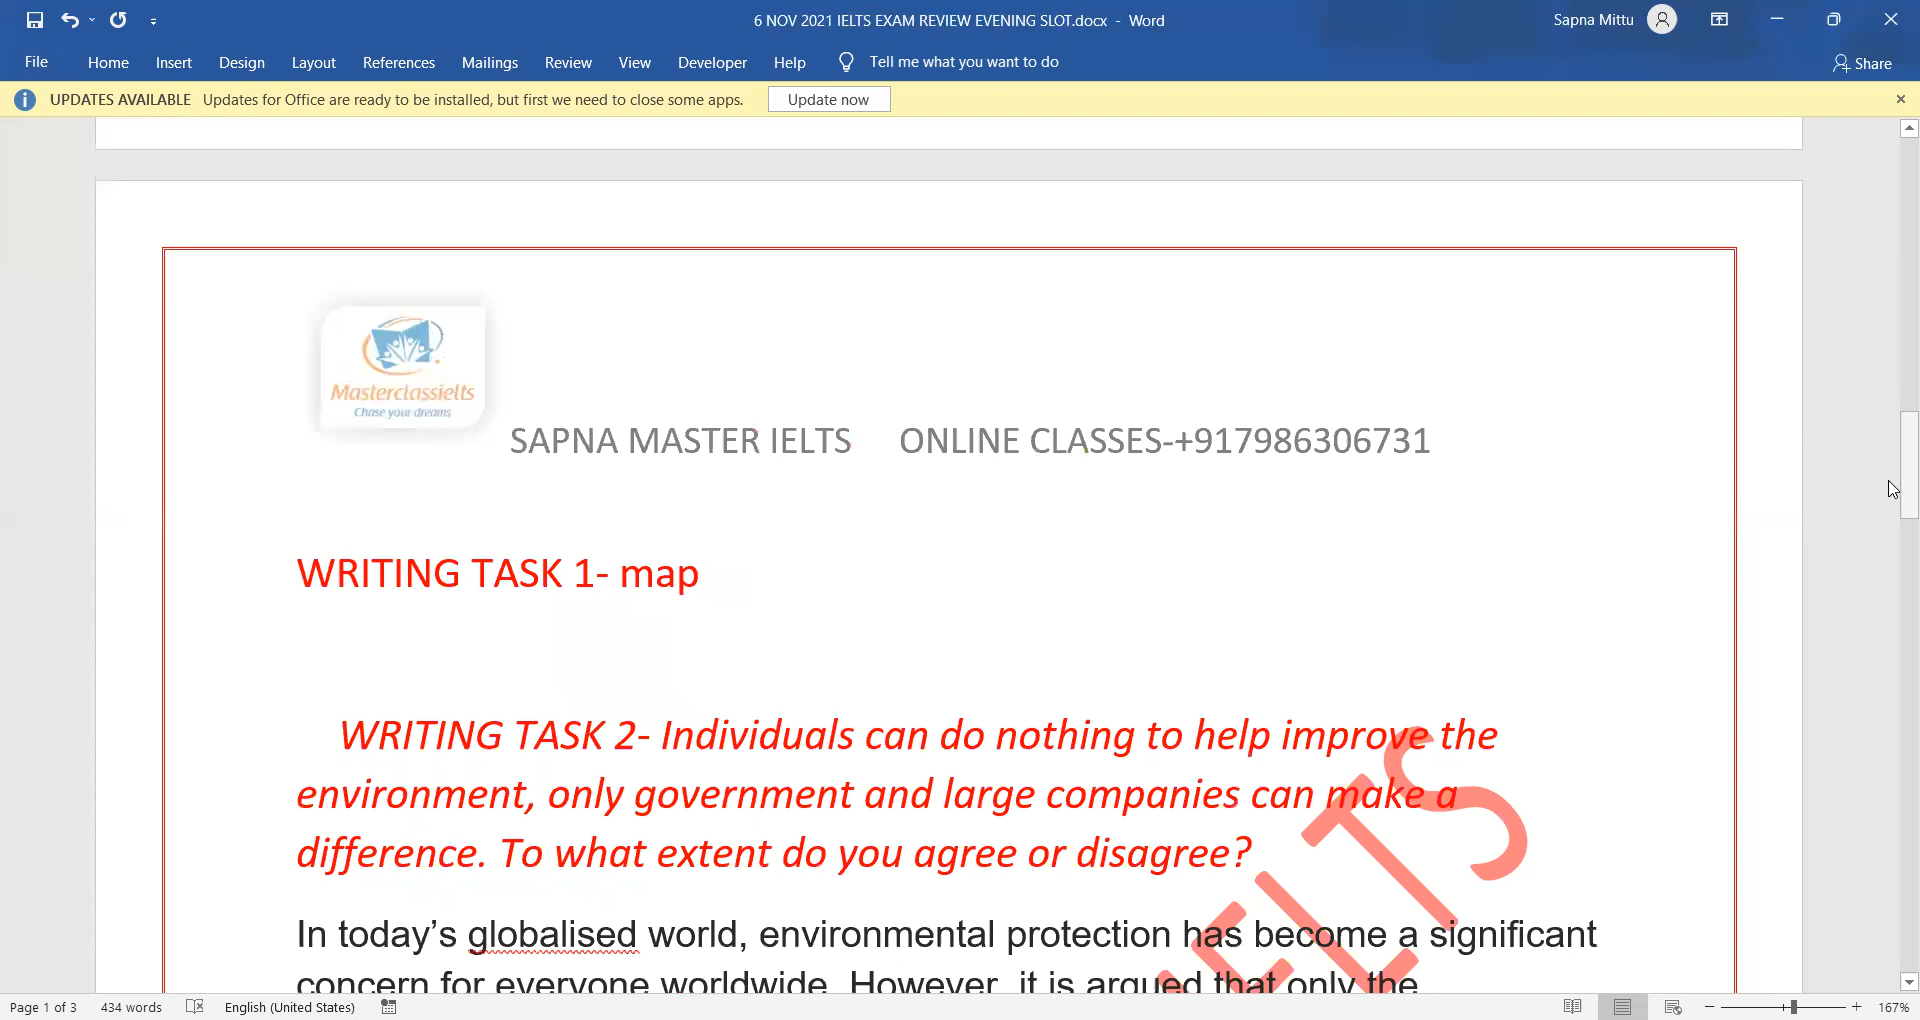 6 NOV 2021 IELTS EXAM REVIEW EVENING SLOT.docx - Word
Sapna Mittu
File Home Insert Design Layout References Mailings Review View Developer Help Tell me what you want to do
Share
UPDATES AVAILABLE Updates for Office are ready to be installed, but first we need to close some apps. Update now
Masterclassielts
Chase your dreams
SAPNA MASTER IELTS ONLINE CLASSES-+917986306731
WRITING TASK 1- map
WRITING TASK 2- Individuals can do nothing to help improve the
environment, only government and large companies can make a
difference. To what extent do you agree or disagree?
In today’s globalised world, environmental protection has become a significant
concern for everyone worldwide. However, it is argued that only the
IELTS
Page 1 of 3 434 words English (United States) 167%